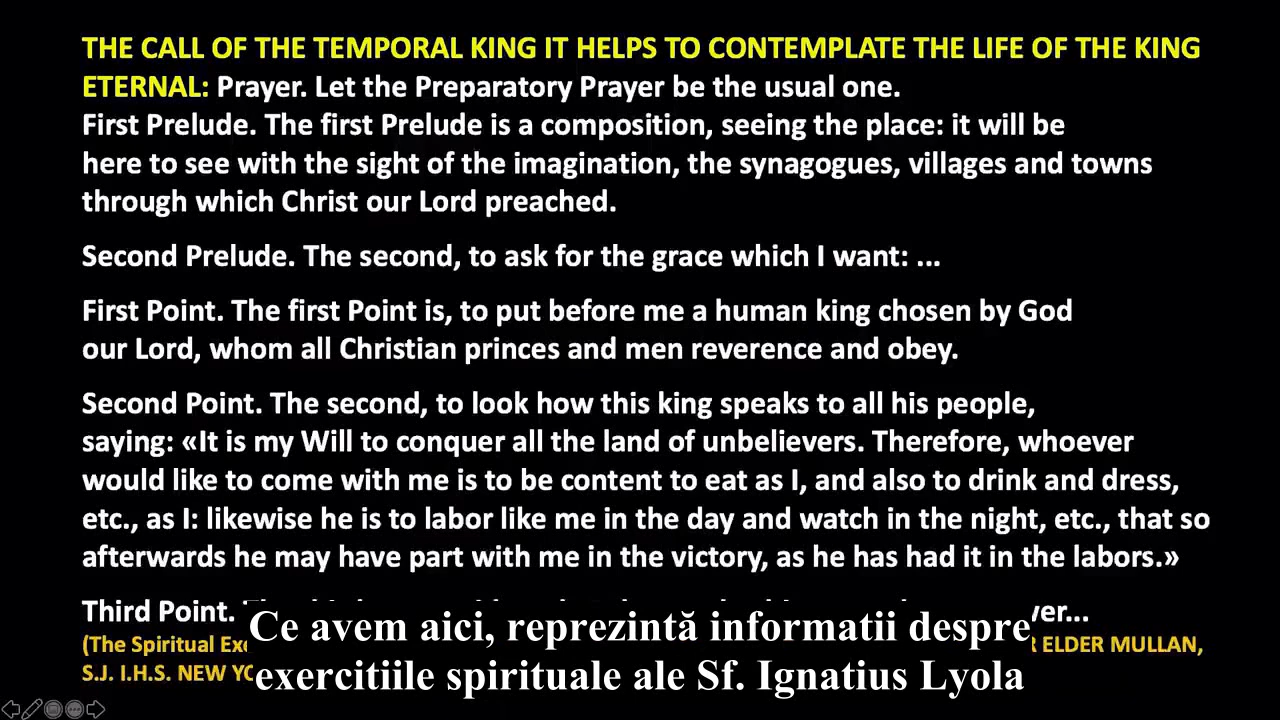 THE CALL OF THE TEMPORAL KING IT HELPS TO CONTEMPLATE THE LIFE OF THE KING
ETERNAL: Prayer. Let the Preparatory Prayer be the usual one.
First Prelude. The first Prelude is a composition, seeing the place: it will be
here to see with the sight of the imagination, the synagogues, villages and towns
through which Christ our Lord preached.
Second Prelude. The second, to ask for the grace which I want: ...
First Point. The first Point is, to put before me a human king chosen by God
our Lord, whom all Christian princes and men reverence and obey.
Second Point. The second, to look how this king speaks to all his people,
saying: «It is my Will to conquer all the land of unbelievers. Therefore, whoever
would like to come with me is to be content to eat as I, and also to drink and dress,
etc., as I: likewise he is to labor like me in the day and watch in the night, etc., that so
afterwards he may have part with me in the victory, as he has had it in the labors.»
Third Point.
(The Spiritual ELDER MULLAN,
S.J. I.H.S. NEW
Ce avem aici, reprezintă informatii despre
exercitiile spirituale ale Sf. Ignatius Lyola